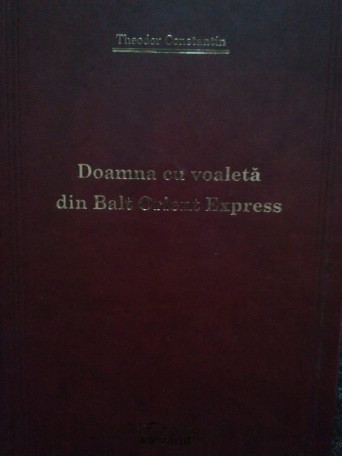 Theodor Constantin
Doamna cu voaletă
din Balt Orient Express